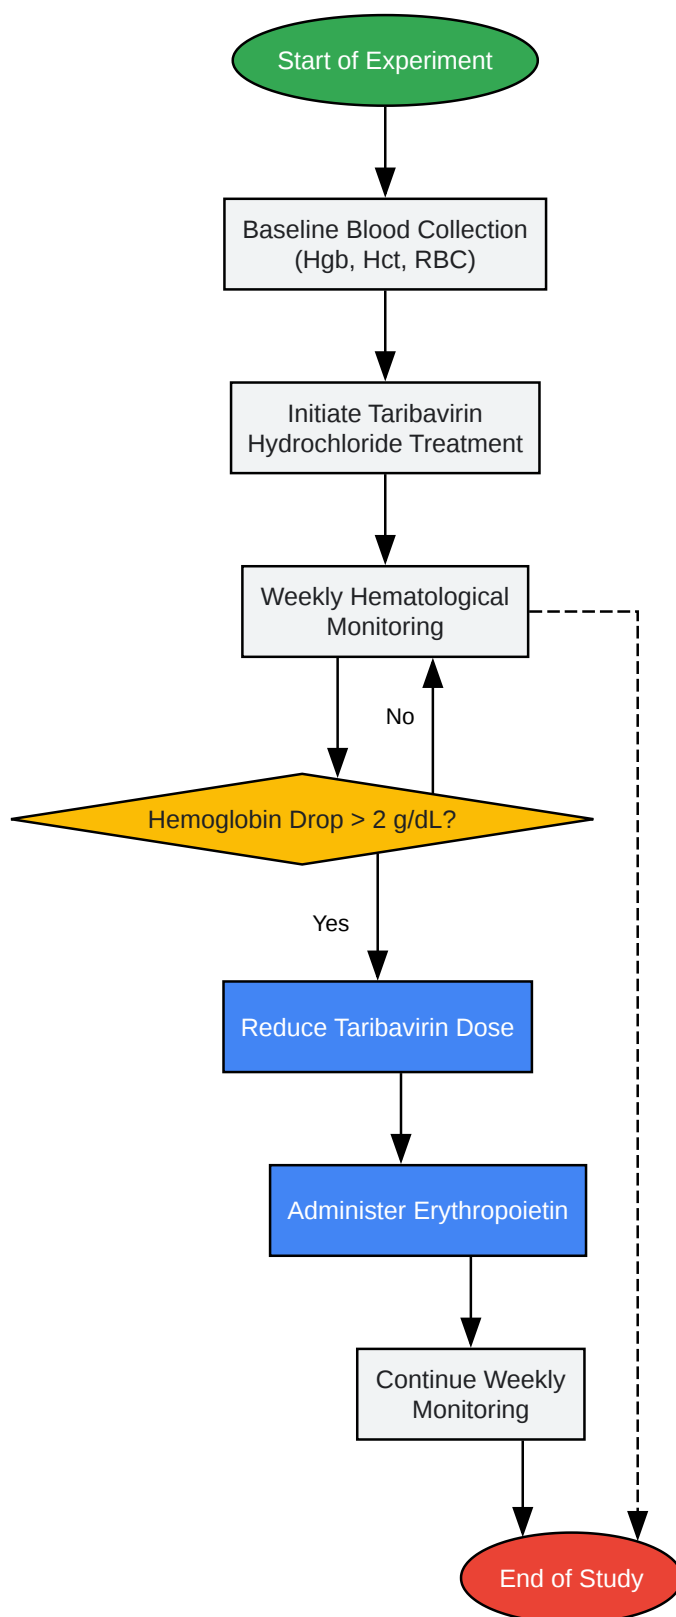 Start of Experiment
Baseline Blood Collection
(Hgb, Hct, RBC)
Initiate Taribavirin
Hydrochloride Treatment
Weekly Hematological
Monitoring
No
Hemoglobin Drop > 2 g/dL?
Yes
Reduce Taribavirin Dose
Administer Erythropoietin
Continue Weekly
Monitoring
End of Study